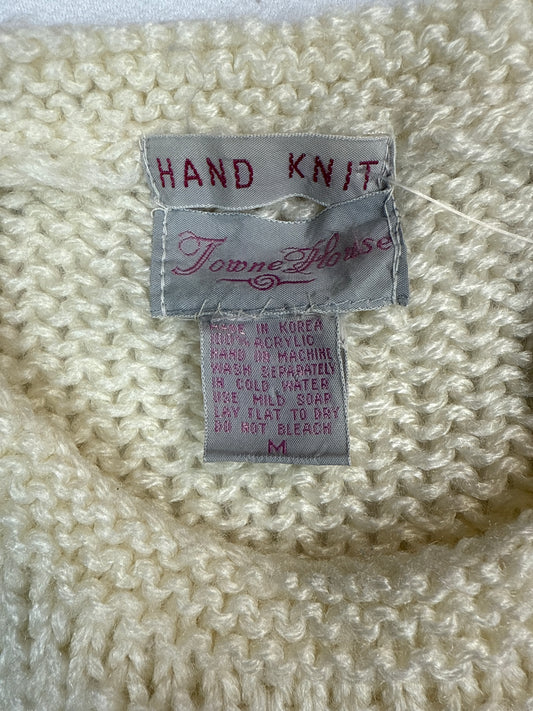 HAND KNIT
Towne House
MADE IN KOREA
100% ACRYLIC
HAND OR MACHINE
WASH SEPARATELY
IN COLD WATER
USE MILD SOAP
LAY FLAT TO DRY
DO NOT BLEACH
M